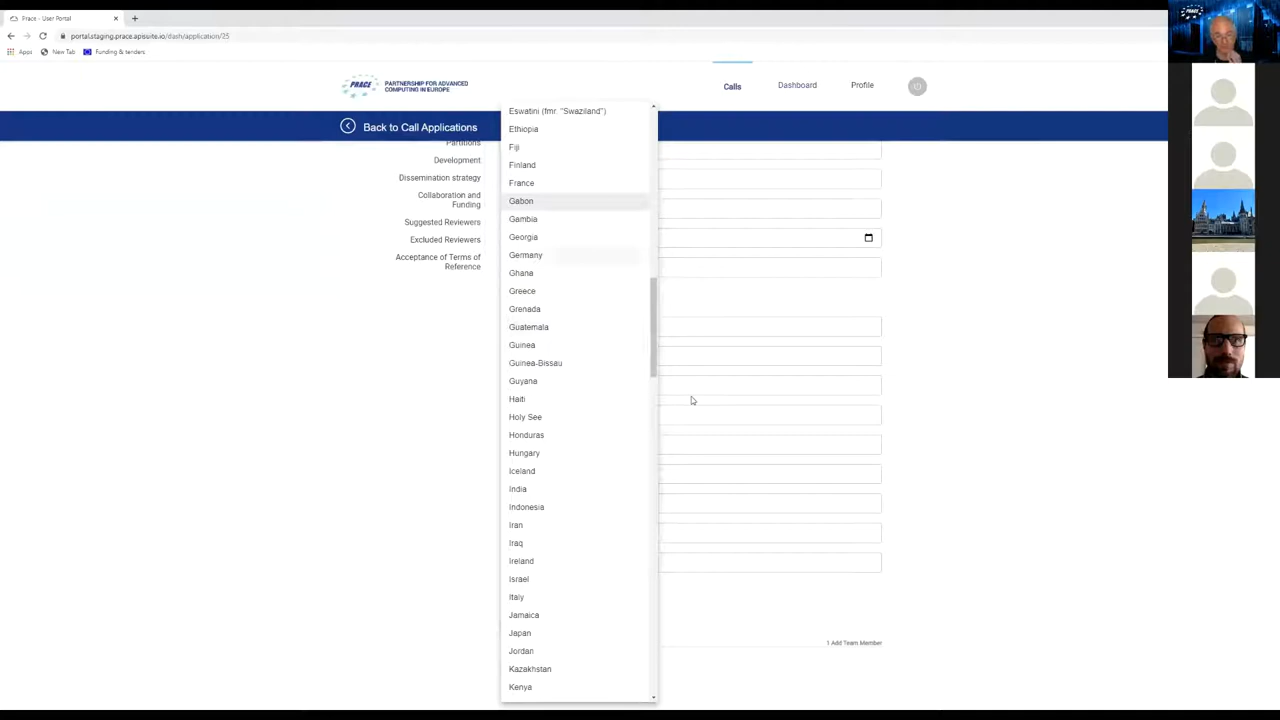 Prace - User Portal
portal.staging.prace.apisuite.io/dash/application/25
Apps
New Tab
Funding & tenders
PRACE
PARTNERSHIP FOR ADVANCED
COMPUTING IN EUROPE
Calls
Dashboard
Profile
Back to Call Applications
Partitions
Development
Dissemination strategy
Collaboration and
Funding
Suggested Reviewers
Excluded Reviewers
Acceptance of Terms of
Reference
Eswatini (fmr. "Swaziland")
Ethiopia
Fiji
Finland
France
Gabon
Gambia
Georgia
Germany
Ghana
Greece
Grenada
Guatemala
Guinea
Guinea-Bissau
Guyana
Haiti
Holy See
Honduras
Hungary
Iceland
India
Indonesia
Iran
Iraq
Ireland
Israel
Italy
Jamaica
Japan
Jordan
Kazakhstan
Kenya
1 Add Team Member
PRACE